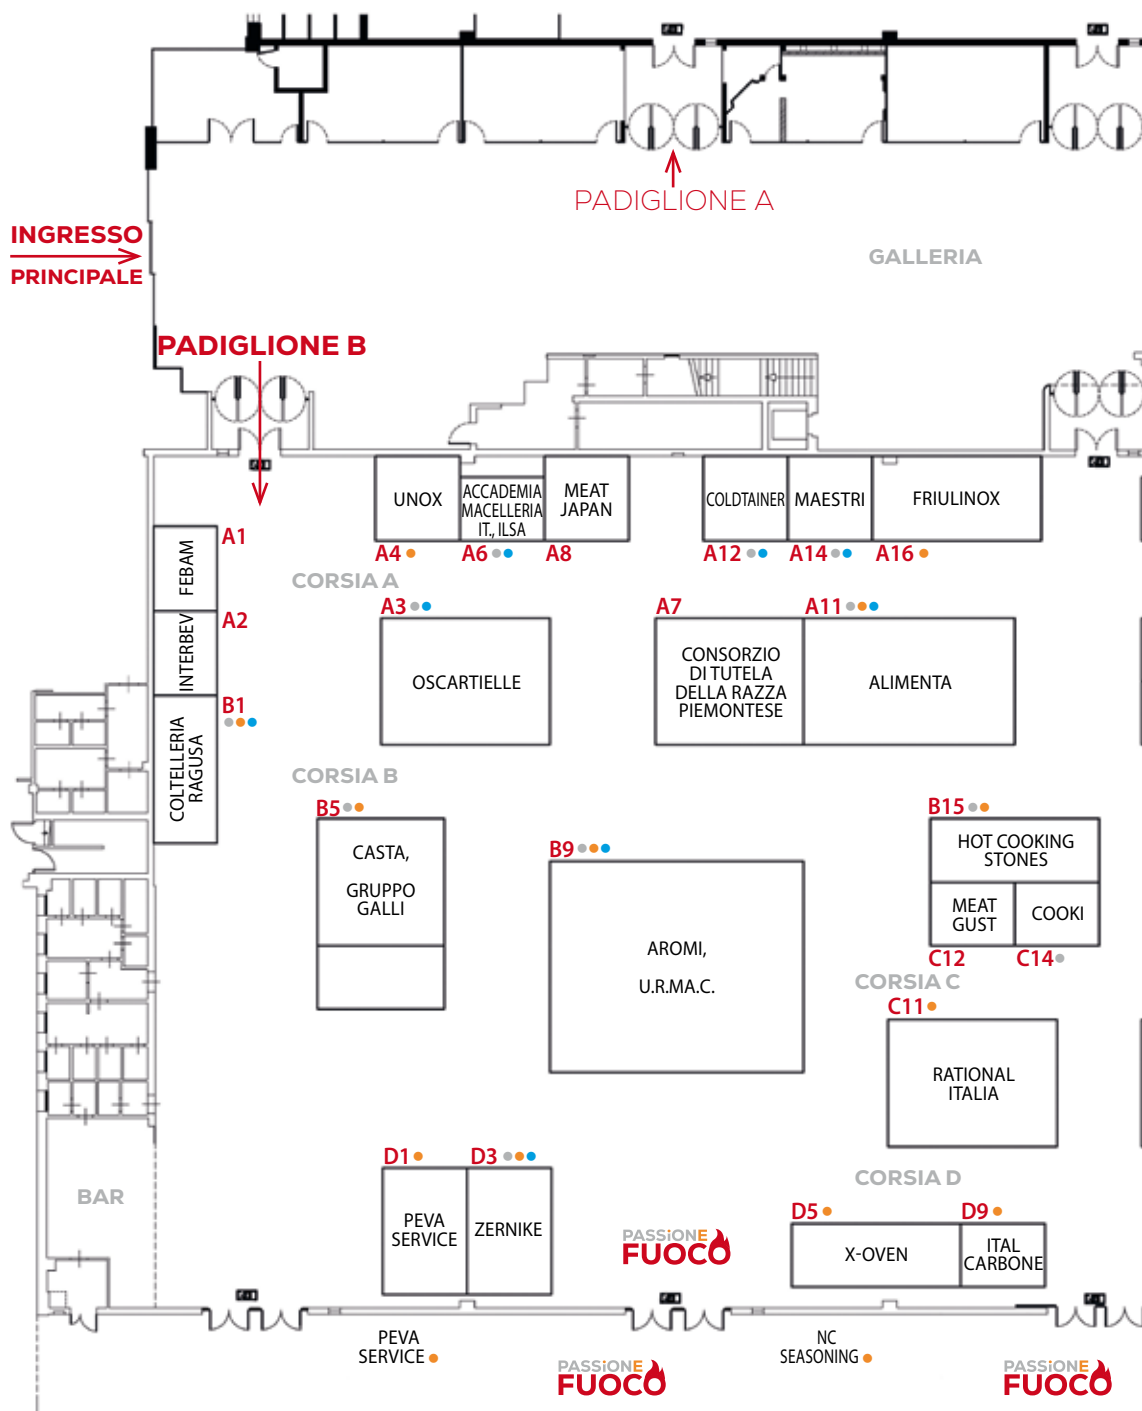 PADIGLIONE A
INGRESSO
PRINCIPALE
GALLERIA
PADIGLIONE B
UNOX
ACCADEMIA
MACELLERIA
IT., ILSA
MEAT
JAPAN
COLDTAINER
MAESTRI
FRIULINOX
A4
A6
A8
A12
A14
A16
A1
FEBAM
CORSIA A
A2
INTERBEV
A3
OSCARTIELLE
A7
CONSORZIO
DI TUTELA
DELLA RAZZA
PIEMONTESE
A11
ALIMENTA
B1
COLTELLERIA
RAGUSA
CORSIA B
B5
CASTA,
GRUPPO
GALLI
B9
AROMI,
U.R.MA.C.
B15
HOT COOKING
STONES
MEAT
GUST
COOKI
C12
C14
CORSIA C
C11
RATIONAL
ITALIA
BAR
D1
PEVA
SERVICE
D3
ZERNIKE
CORSIA D
D5
X-OVEN
D9
ITAL
CARBONE
PASSiONE
FUOCO
PEVA
SERVICE
PASSiONE
FUOCO
NC
SEASONING
PASSiONE
FUOCO